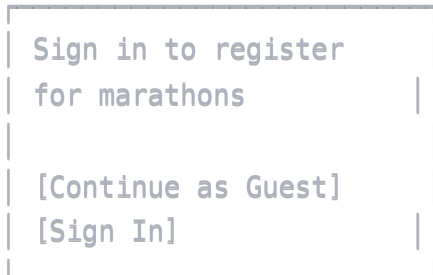 Sign in to register
for marathons
[Continue as Guest]
[Sign In]